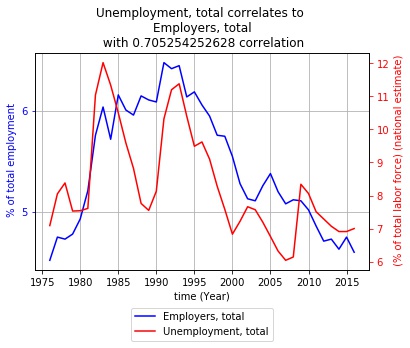 Unemployment, total correlates to
Employers, total
with 0.705254252628 correlation
% of total employment
6
5
12
11
10
9
8
7
6
(% of total labor force) (national estimate)
1975 1980 1985 1990 1995 2000 2005 2010 2015
time (Year)
Employers, total
Unemployment, total